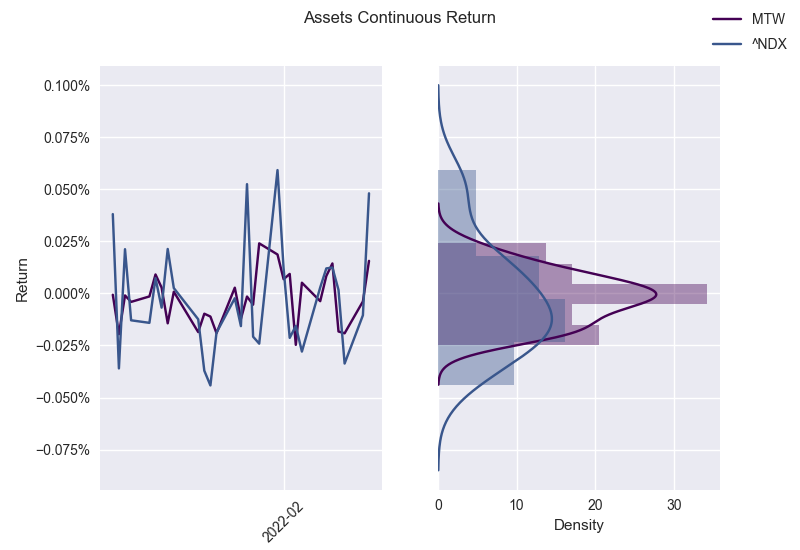 Assets Continuous Return
MTW
^NDX
0.100%
0.075%
0.050%
0.025%
0.000%
−0.025%
−0.050%
−0.075%
Return
2022-02
0 10 20 30
Density